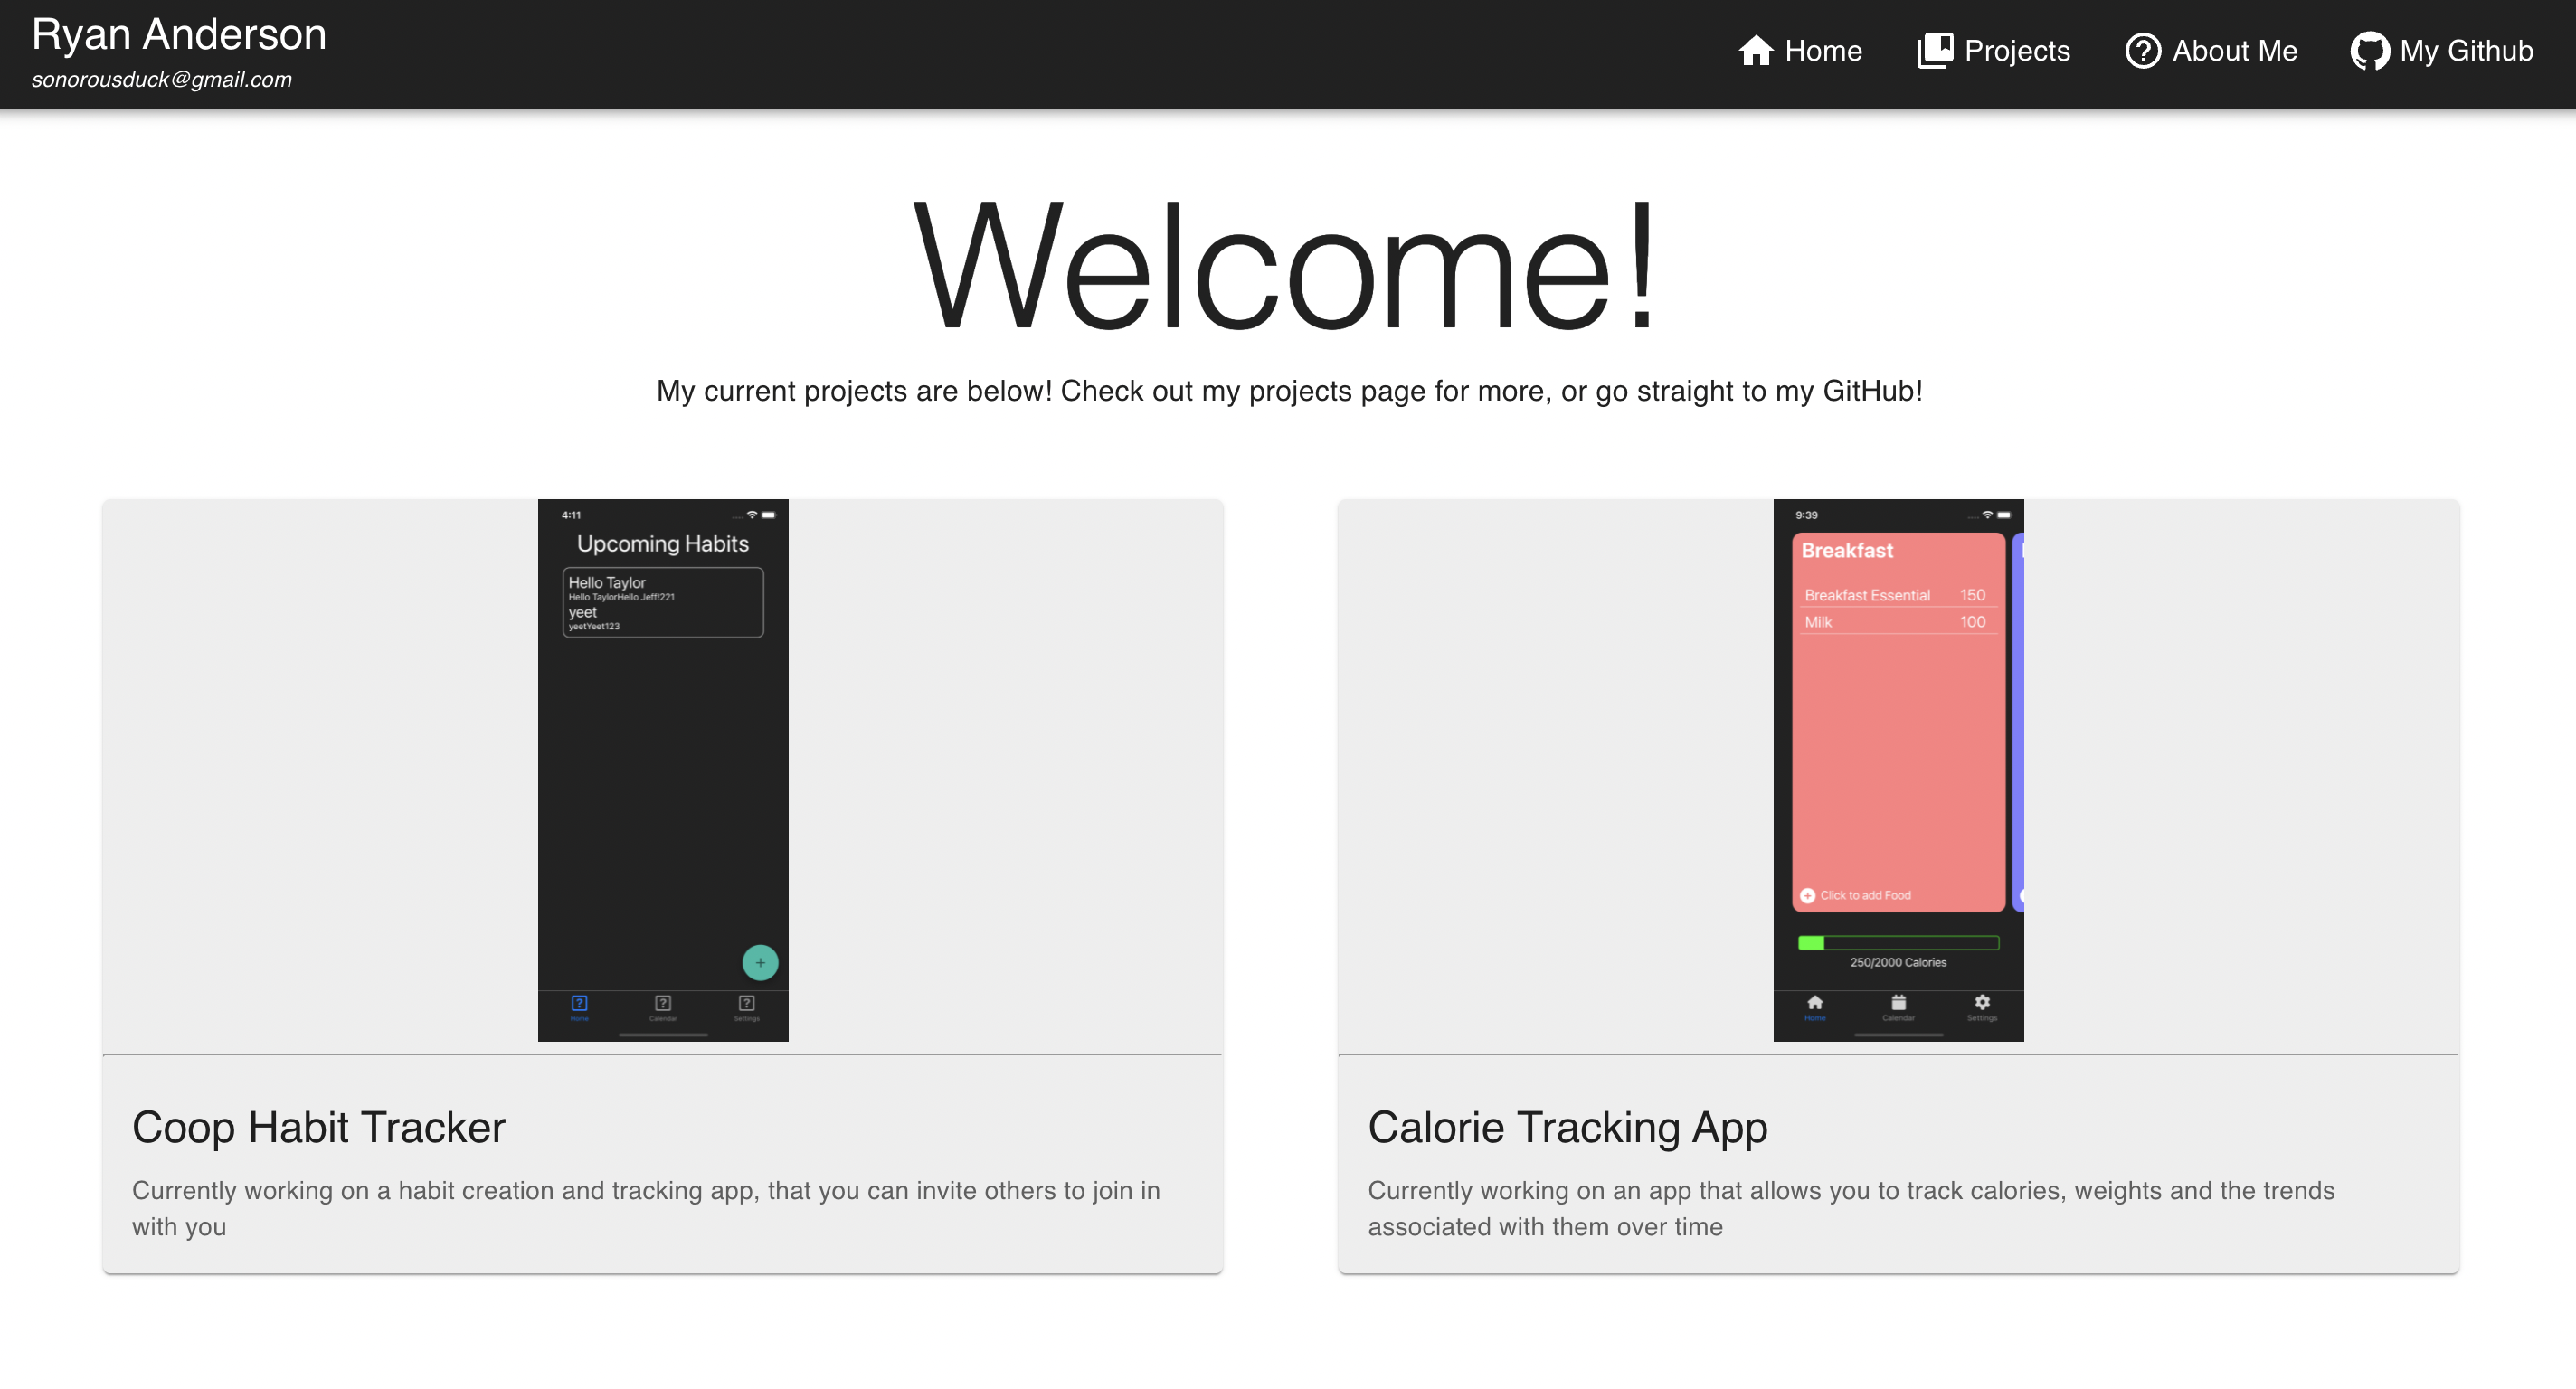 Ryan Anderson
sonorousduck@gmail.com
Home
Projects
About Me
My Github
Welcome!
My current projects are below! Check out my projects page for more, or go straight to my GitHub!
4:11
Upcoming Habits
Hello Taylor
Hello TaylorHello Jeff!221
yeet
yeetYeet123
+
Home
Calendar
Settings
Coop Habit Tracker
Currently working on a habit creation and tracking app, that you can invite others to join in
with you
9:39
Breakfast
Breakfast Essential 150
Milk 100
Click to add Food
250/2000 Calories
Home
Calendar
Settings
Calorie Tracking App
Currently working on an app that allows you to track calories, weights and the trends
associated with them over time